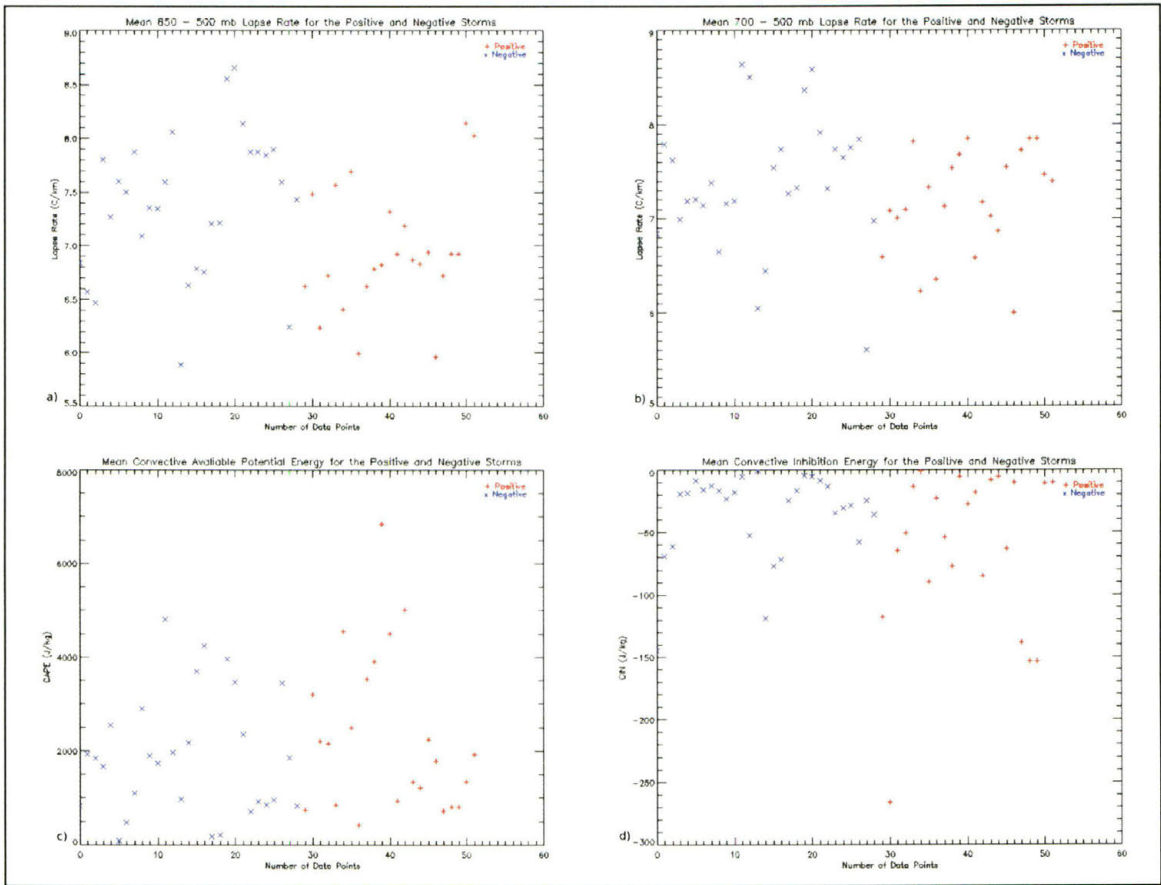 Mean 850 - 500 mb Lapse Rate for the Positive and Negative Storms
9.0
8.5
8.0
7.5
7.0
6.5
6.0
5.5
Lapse Rate (C/km)
+ Positive
× Negative
a)
0 10 20 30 40 50 60
Number of Data Points
Mean 700 - 500 mb Lapse Rate for the Positive and Negative Storms
9
8
7
6
5
Lapse Rate (C/km)
+ Positive
× Negative
b)
0 10 20 30 40 50 60
Number of Data Points
Mean Convective Available Potential Energy for the Positive and Negative Storms
8000
6000
4000
2000
0
CAPE (J/kg)
+ Positive
× Negative
c)
0 10 20 30 40 50 60
Number of Data Points
Mean Convective Inhibition Energy for the Positive and Negative Storms
0
-50
-100
-150
-200
-250
-300
CIN (J/kg)
+ Positive
× Negative
d)
0 10 20 30 40 50 60
Number of Data Points